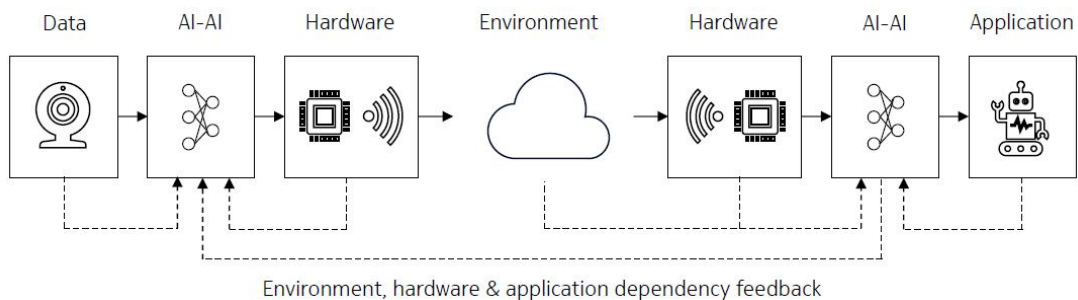 Data AI-AI Hardware Environment Hardware AI-AI Application
Environment, hardware & application dependency feedback